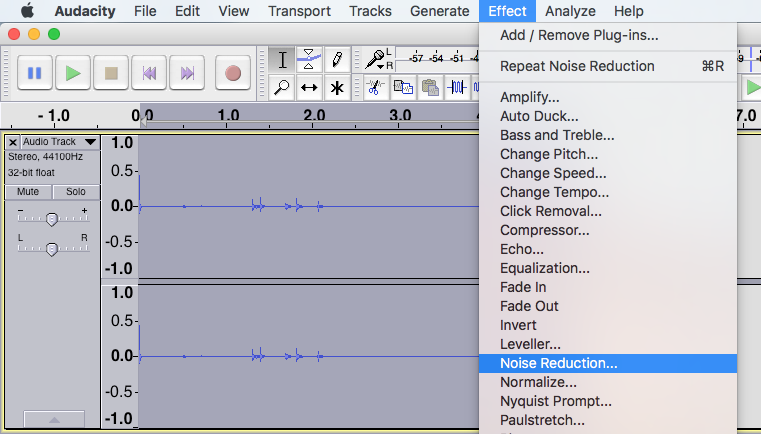 Audacity File Edit View Transport Tracks Generate Effect Analyze Help
Add / Remove Plug-ins...
Repeat Noise Reduction ⌘R
Amplify...
Auto Duck...
Bass and Treble...
Change Pitch...
Change Speed...
Change Tempo...
Click Removal...
Compressor...
Echo...
Equalization...
Fade In
Fade Out
Invert
Leveller...
Noise Reduction...
Normalize...
Nyquist Prompt...
Paulstretch...
L
R
-57 -54 -51
- 1.0 0.0 1.0 2.0 3.0 7.0
Audio Track
Stereo, 44100Hz
32-bit float
Mute Solo
- +
L R
1.0
0.5
0.0
-0.5
-1.0
1.0
0.5
0.0
-0.5
-1.0